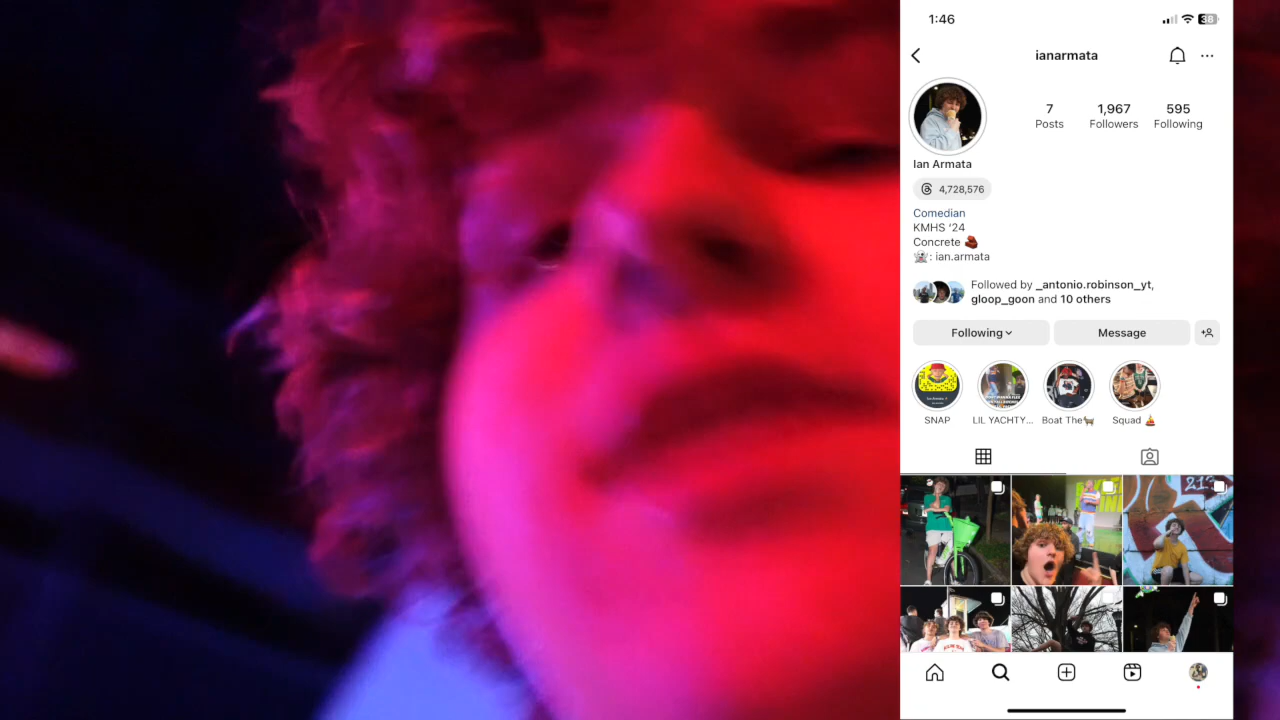 1:46
38
ianarmata
7
Posts
1,967
Followers
595
Following
Ian Armata
4,728,576
Comedian
KMHS ‘24
Concrete
: ian.armata
Followed by _antonio.robinson_yt,
gloop_goon and 10 others
Following
Message
SNAP
LIL YACHTY...
Boat The
Squad
213